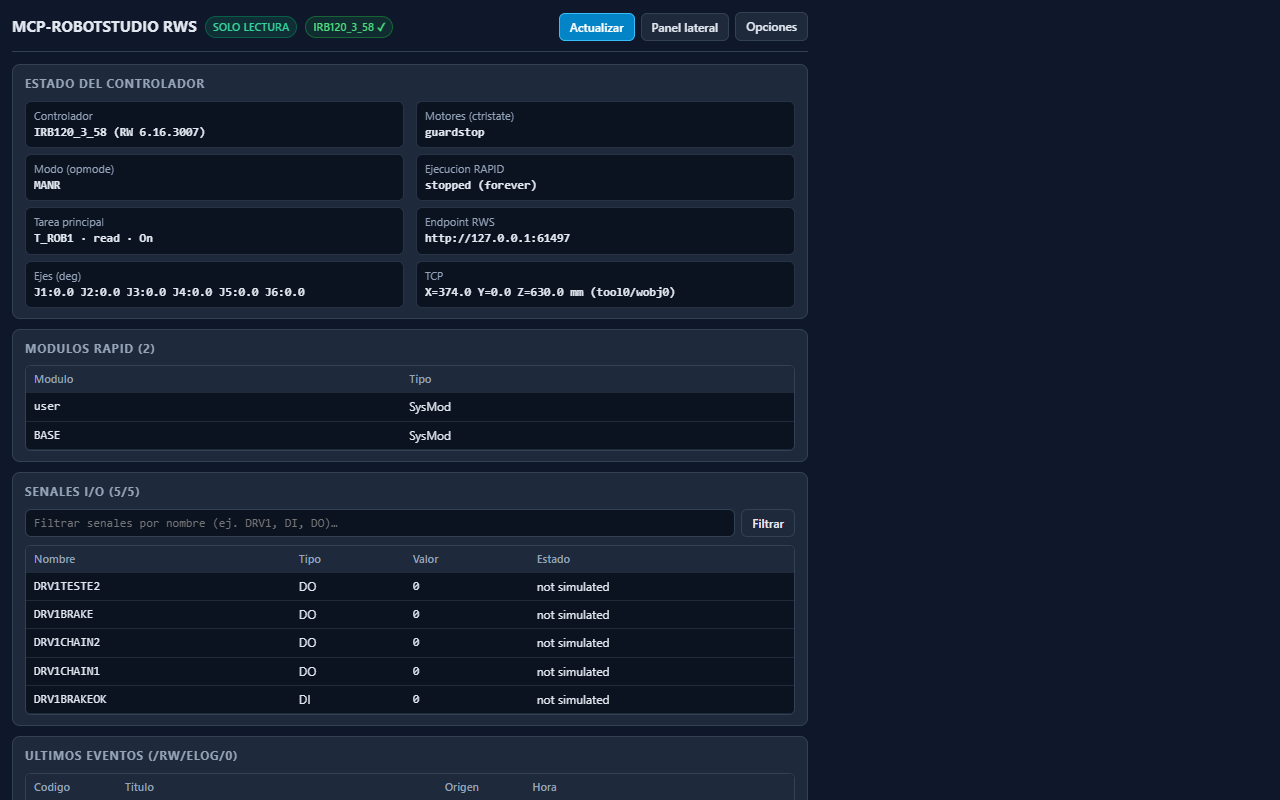 MCP-ROBOTSTUDIO RWS SOLO LECTURA IRB120_3_58 ✓ Actualizar Panel lateral Opciones
ESTADO DEL CONTROLADOR
Controlador
IRB120_3_58 (RW 6.16.3007)
Motores (ctrlstate)
guardstop
Modo (opmode)
MANR
Ejecucion RAPID
stopped (forever)
Tarea principal
T_ROB1 · read · On
Endpoint RWS
http://127.0.0.1:61497
Ejes (deg)
J1:0.0 J2:0.0 J3:0.0 J4:0.0 J5:0.0 J6:0.0
TCP
X=374.0 Y=0.0 Z=630.0 mm (tool0/wobj0)
MODULOS RAPID (2)
Modulo Tipo
user SysMod
BASE SysMod
SENALES I/O (5/5)
Filtrar senales por nombre (ej. DRV1, DI, DO)… Filtrar
Nombre Tipo Valor Estado
DRV1TESTE2 DO 0 not simulated
DRV1BRAKE DO 0 not simulated
DRV1CHAIN2 DO 0 not simulated
DRV1CHAIN1 DO 0 not simulated
DRV1BRAKEOK DI 0 not simulated
ULTIMOS EVENTOS (/RW/ELOG/0)
Codigo Titulo Origen Hora